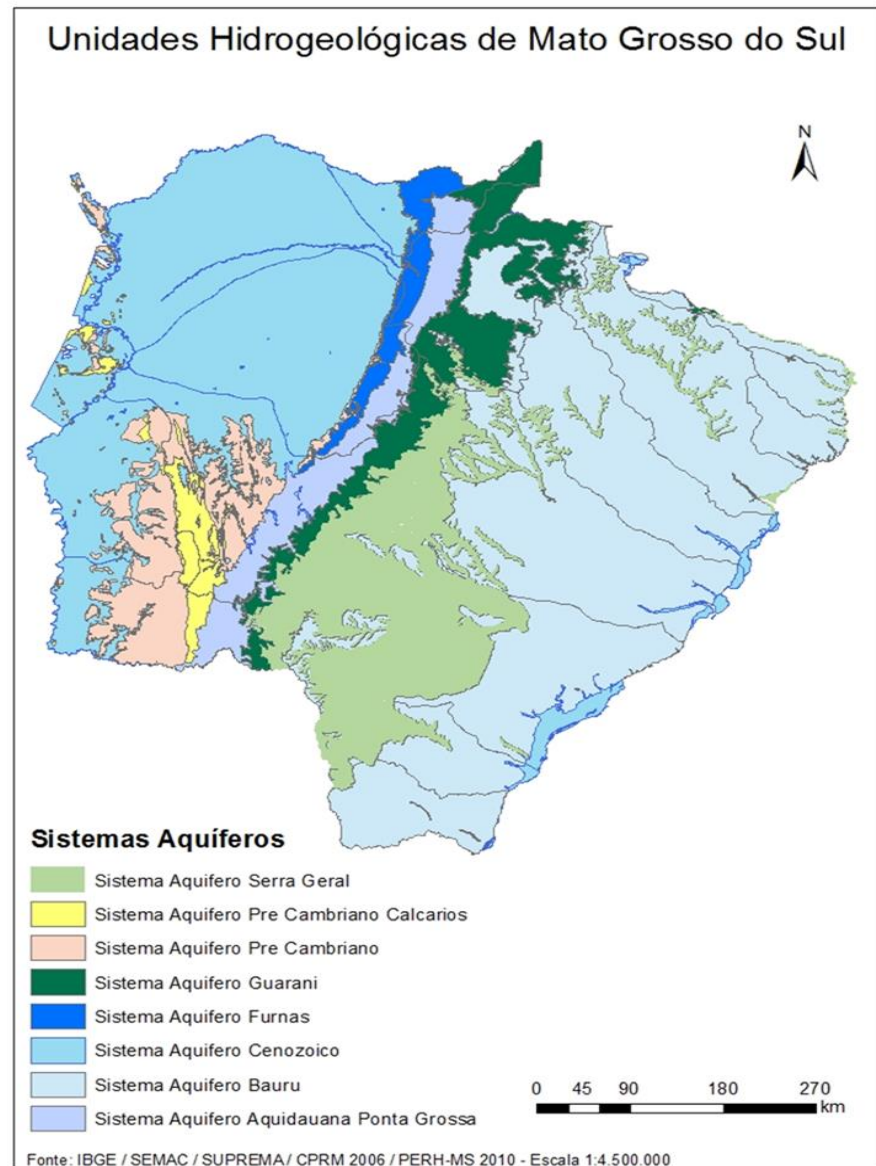 Unidades Hidrogeológicas de Mato Grosso do Sul
N
Sistemas Aquíferos
Sistema Aquifero Serra Geral
Sistema Aquifero Pre Cambriano Calcarios
Sistema Aquifero Pre Cambriano
Sistema Aquifero Guarani
Sistema Aquifero Furnas
Sistema Aquifero Cenozoico
Sistema Aquifero Bauru
Sistema Aquifero Aquidauana Ponta Grossa
0 45 90 180 270
km
Fonte: IBGE / SEMAC / SUPREMA / CPRM 2006 / PERH-MS 2010 - Escala 1:4.500.000